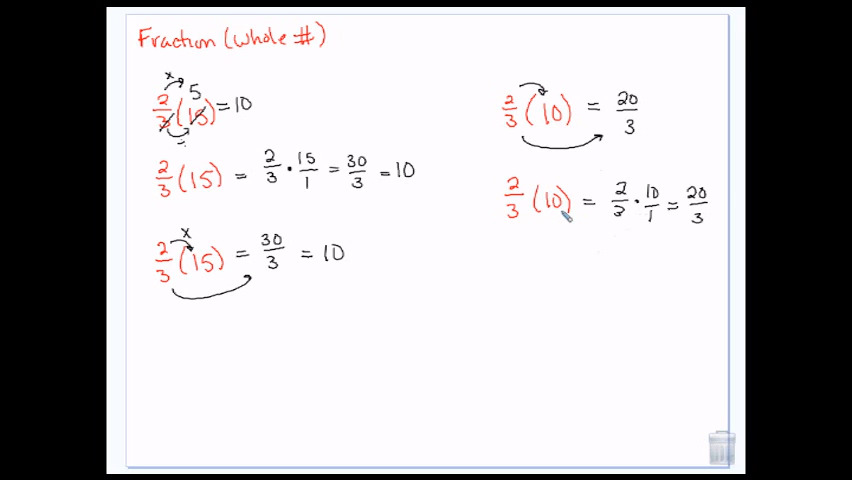 Fraction (Whole #)
x 5
2/3 (15) = 10
÷
2/3 (15) = 2/3 · 15/1 = 30/3 = 10
x
2/3 (15) = 30/3 = 10
2/3 (10) = 20/3
2/3 (10) = 2/3 · 10/1 = 20/3